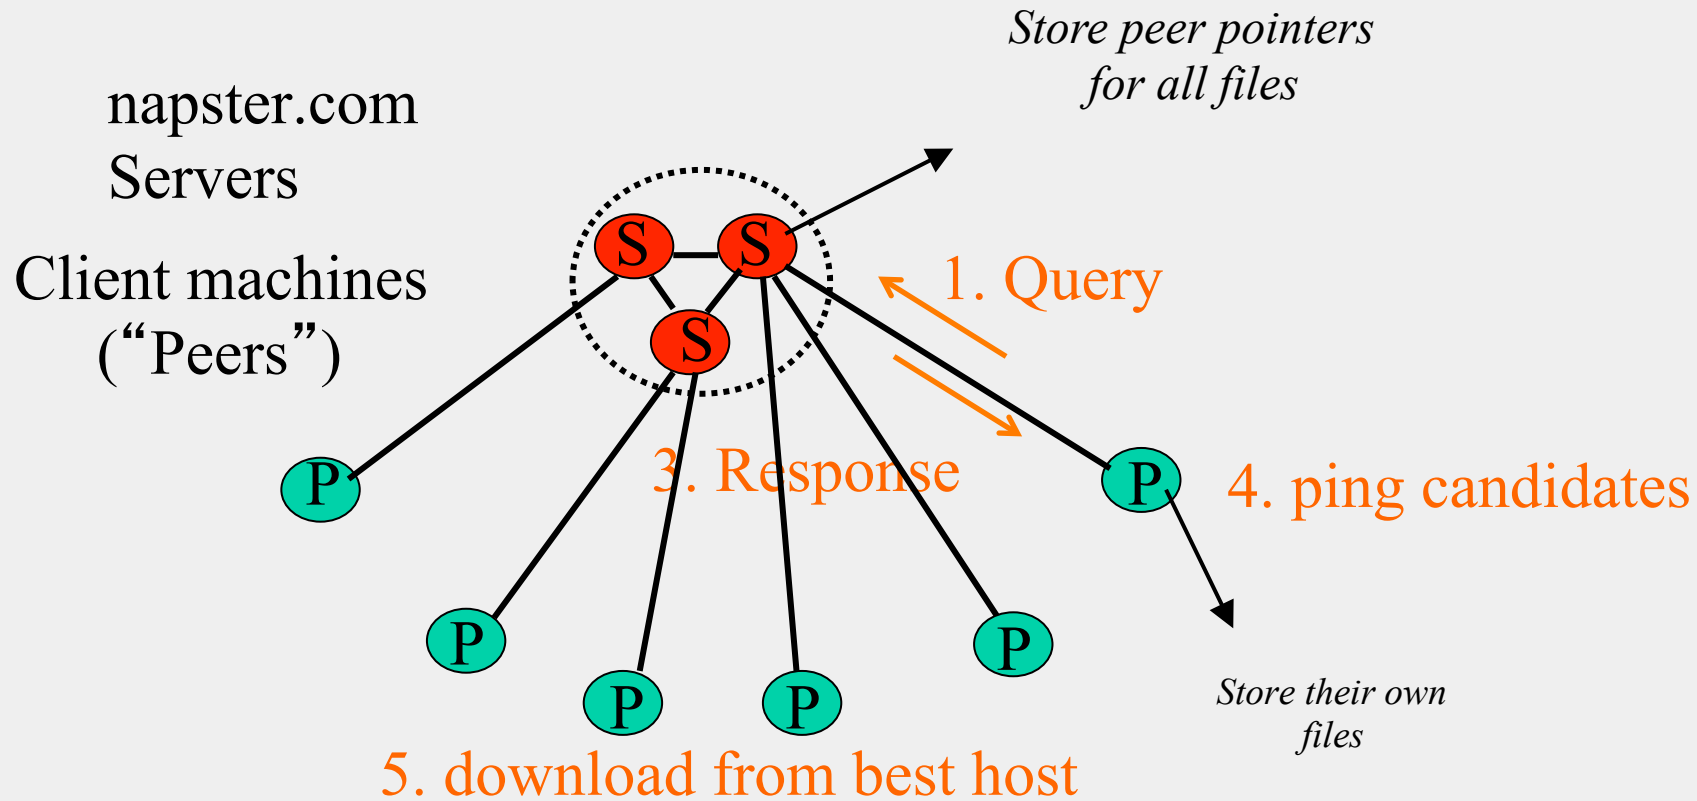 Store peer pointers
for all files
napster.com
Servers
Client machines
(“Peers”)
S
S
S
1. Query
3. Response
P
P
4. ping candidates
P
P
P
P
Store their own
files
5. download from best host